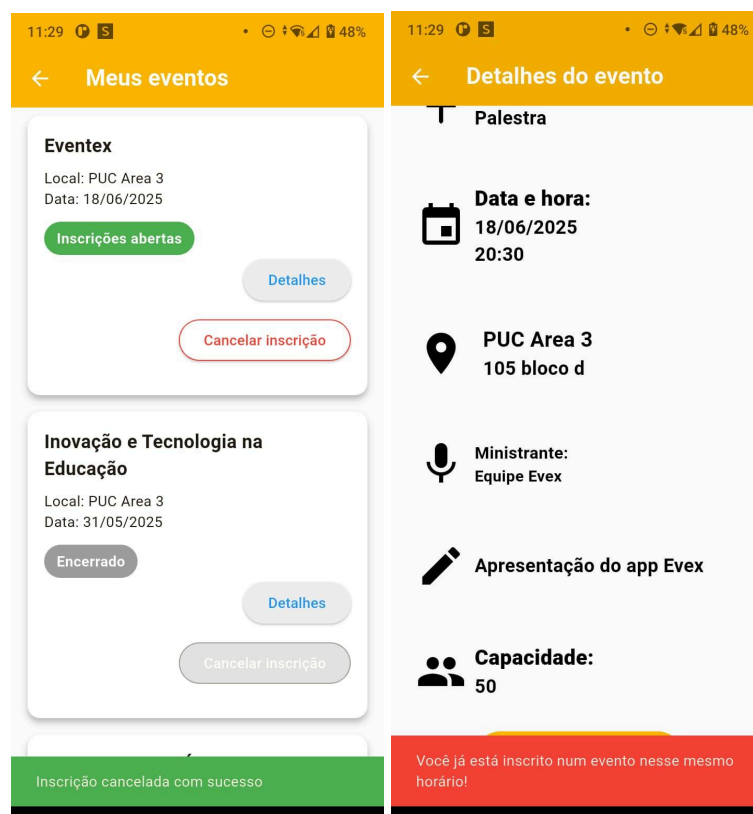 11:29 S 48%
Meus eventos
Eventex
Local: PUC Area 3
Data: 18/06/2025
Inscrições abertas
Detalhes
Cancelar inscrição
Inovação e Tecnologia na
Educação
Local: PUC Area 3
Data: 31/05/2025
Encerrado
Detalhes
Cancelar inscrição
Inscrição cancelada com sucesso
11:29 S 48%
Detalhes do evento
Palestra
Data e hora:
18/06/2025
20:30
PUC Area 3
105 bloco d
Ministrante:
Equipe Evex
Apresentação do app Evex
Capacidade:
50
Você já está inscrito num evento nesse mesmo
horário!